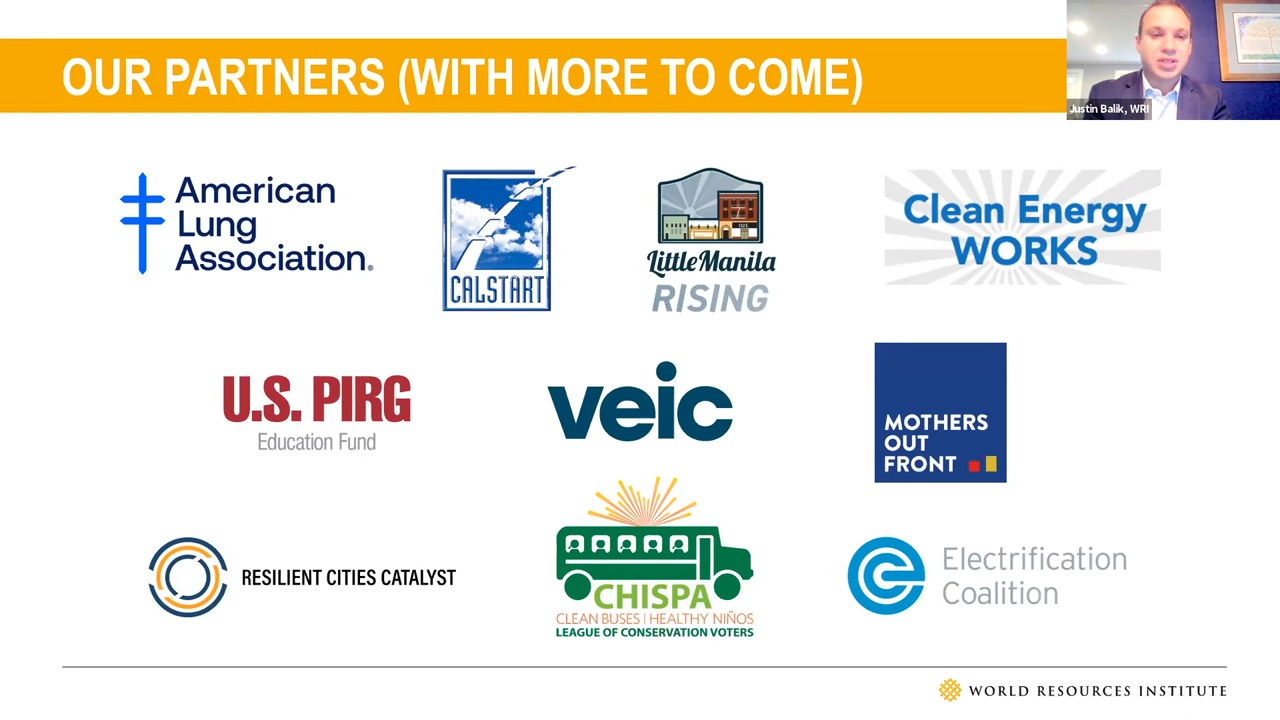 OUR PARTNERS (WITH MORE TO COME)
Justin Balik, WRI
American
Lung
Association®
CALSTART
Little Manila
RISING
Clean Energy
WORKS
U.S. PIRG
Education Fund
veic
MOTHERS
OUT
FRONT
RESILIENT CITIES CATALYST
CHISPA
CLEAN BUSES | HEALTHY NIÑOS
LEAGUE OF CONSERVATION VOTERS
Electrification
Coalition
WORLD RESOURCES INSTITUTE